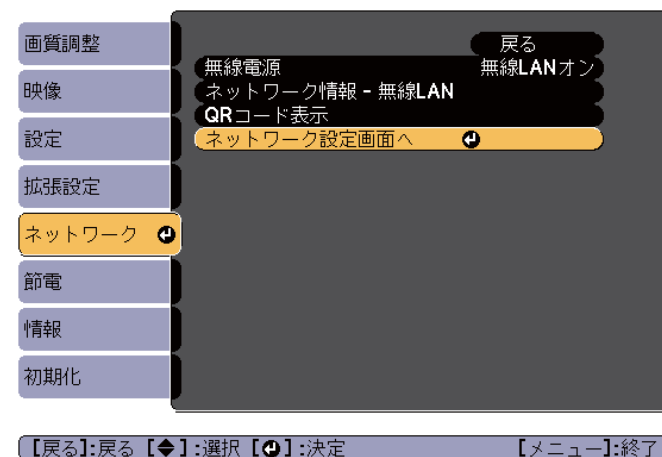 画質調整
映像
設定
拡張設定
ネットワーク
節電
情報
初期化
戻る
無線電源 無線LANオン
ネットワーク情報 - 無線LAN
QRコード表示
ネットワーク設定画面へ
【戻る】:戻る 【◆】:選択 【】:決定 【メニュー】:終了